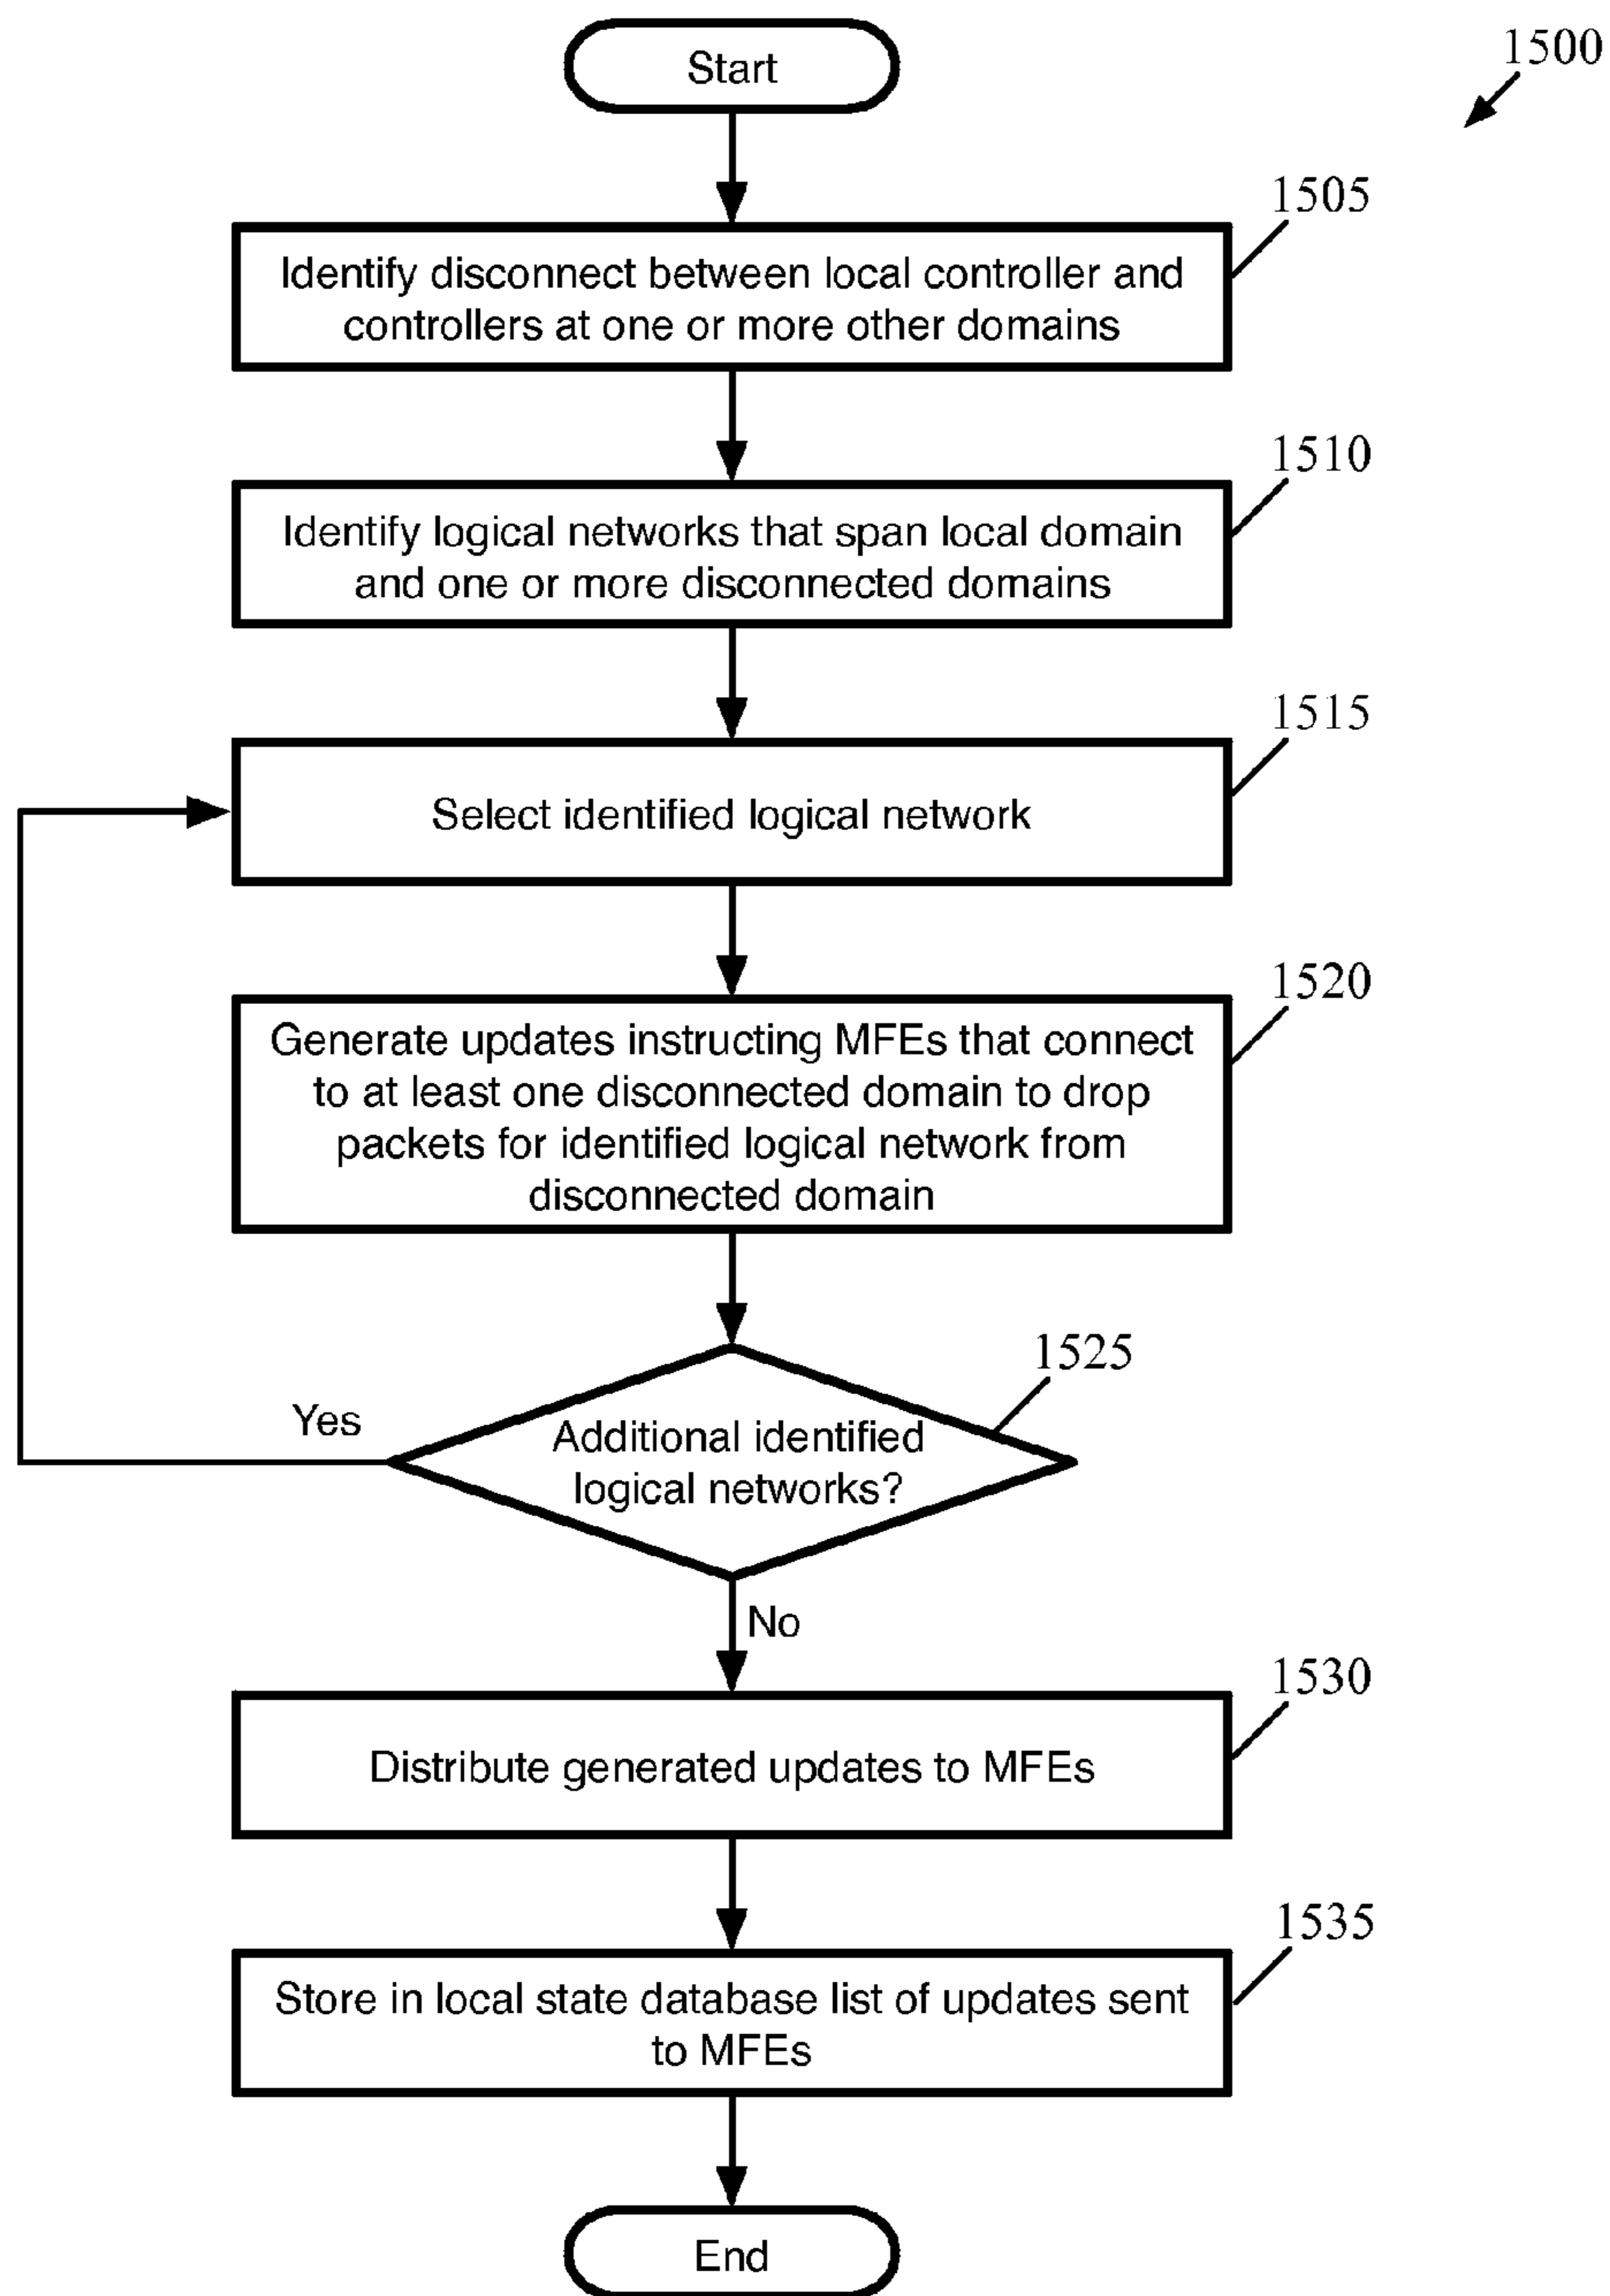 Start
1500
1505
Identify disconnect between local controller and
controllers at one or more other domains
1510
Identify logical networks that span local domain
and one or more disconnected domains
1515
Select identified logical network
1520
Generate updates instructing MFEs that connect
to at least one disconnected domain to drop
packets for identified logical network from
disconnected domain
1525
Yes
Additional identified
logical networks?
No
1530
Distribute generated updates to MFEs
1535
Store in local state database list of updates sent
to MFEs
End